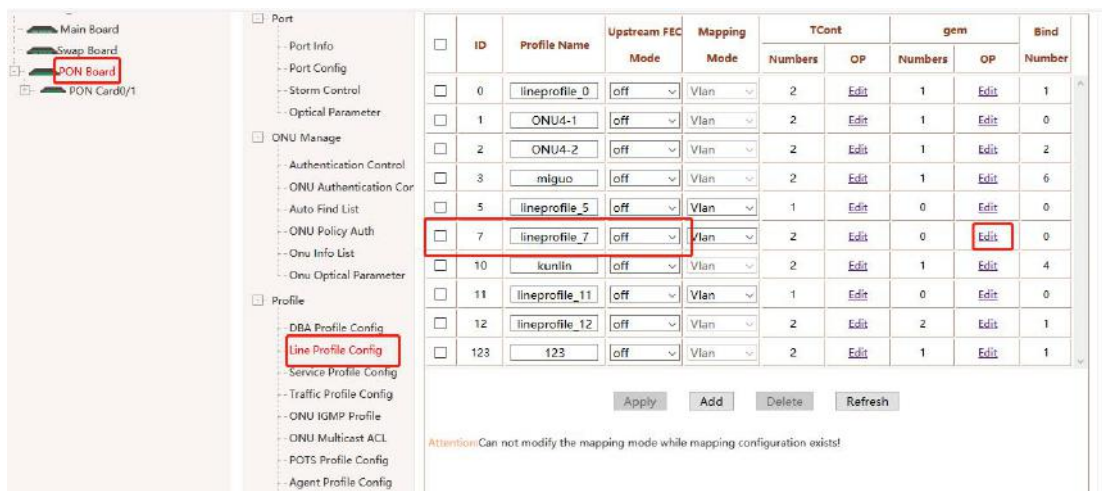 Main Board
Swap Board
PON Board
PON Card0/1
Port
Port Info
Port Config
Storm Control
Optical Parameter
ONU Manage
Authentication Control
ONU Authentication Con
Auto Find List
ONU Policy Auth
Onu Info List
Onu Optical Parameter
Profile
DBA Profile Config
Line Profile Config
Service Profile Config
Traffic Profile Config
ONU IGMP Profile
ONU Multicast ACL
POTS Profile Config
Agent Profile Config
ID Profile Name Upstream FEC Mode Mapping Mode TCont gem Bind Number
Numbers OP Numbers OP
0 lineprofile_0 off Vlan 2 Edit 1 Edit 1
1 ONU4-1 off Vlan 2 Edit 1 Edit 0
2 ONU4-2 off Vlan 2 Edit 1 Edit 2
3 miguo off Vlan 2 Edit 1 Edit 6
5 lineprofile_5 off Vlan 1 Edit 0 Edit 0
7 lineprofile_7 off Vlan 2 Edit 0 Edit 0
10 kunlin off Vlan 2 Edit 1 Edit 4
11 lineprofile_11 off Vlan 1 Edit 0 Edit 0
12 lineprofile_12 off Vlan 2 Edit 2 Edit 1
123 123 off Vlan 2 Edit 1 Edit 1
Apply Add Delete Refresh
Attention:Can not modify the mapping mode while mapping configuration exists!